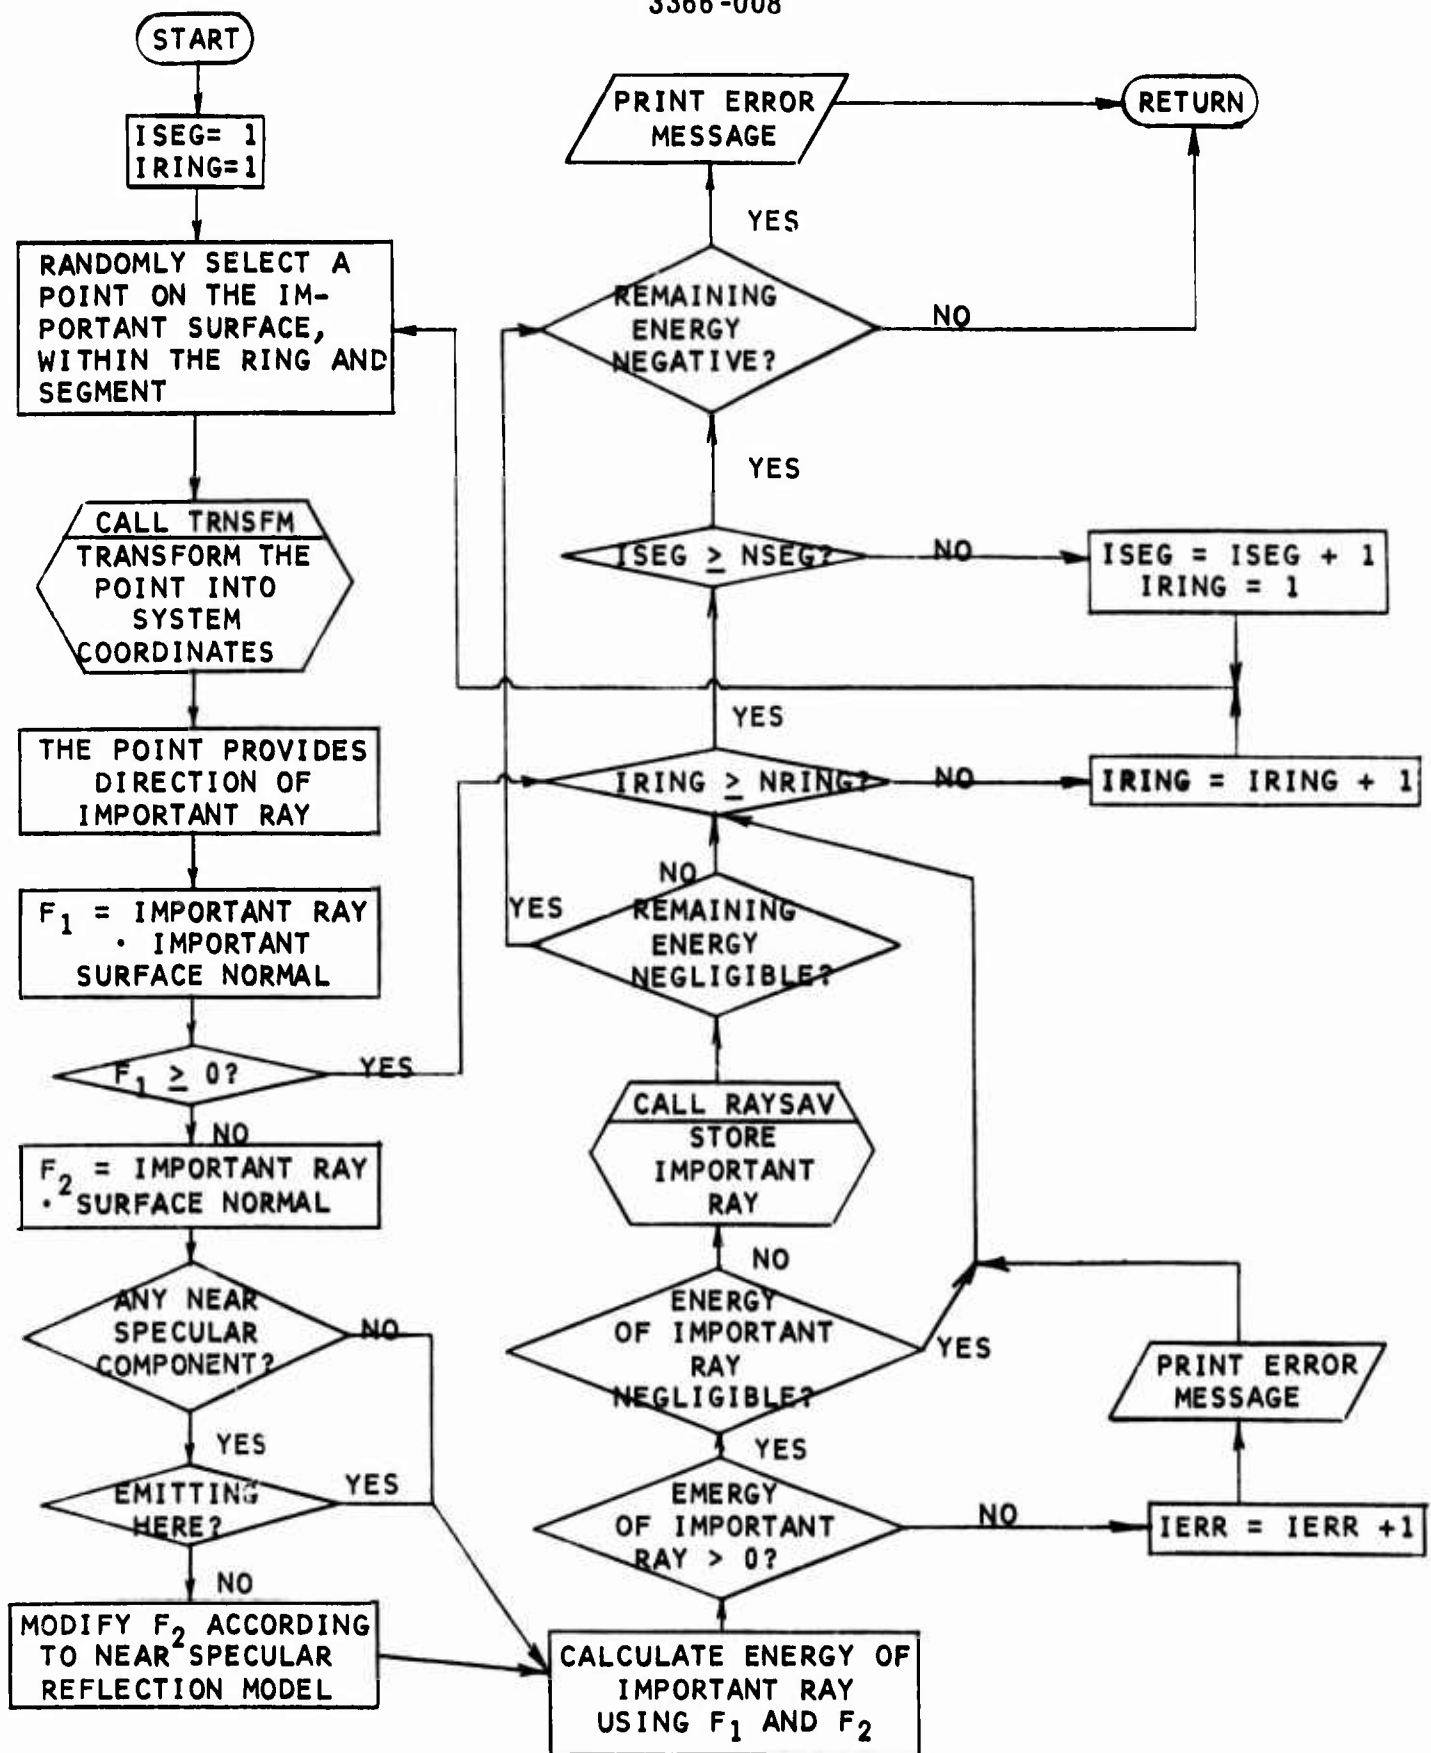 3366-008
START
ISEG= 1
IRING=1
RANDOMLY SELECT A
POINT ON THE IM-
PORTANT SURFACE,
WITHIN THE RING AND
SEGMENT
CALL TRNSFM
TRANSFORM THE
POINT INTO
SYSTEM
COORDINATES
THE POINT PROVIDES
DIRECTION OF
IMPORTANT RAY
F1 = IMPORTANT RAY
· IMPORTANT
SURFACE NORMAL
F1 ≥ 0?
YES
NO
F2 = IMPORTANT RAY
· SURFACE NORMAL
ANY NEAR
SPECULAR
COMPONENT?
NO
YES
EMITTING
HERE?
YES
NO
MODIFY F2 ACCORDING
TO NEAR SPECULAR
REFLECTION MODEL
CALCULATE ENERGY OF
IMPORTANT RAY
USING F1 AND F2
EMERGY
OF IMPORTANT
RAY > 0?
NO
YES
IERR = IERR +1
PRINT ERROR
MESSAGE
ENERGY
OF IMPORTANT
RAY
NEGLIGIBLE?
YES
NO
CALL RAYSAV
STORE
IMPORTANT
RAY
REMAINING
ENERGY
NEGLIGIBLE?
YES
NO
IRING ≥ NRING?
NO
IRING = IRING + 1
YES
ISEG ≥ NSEG?
NO
ISEG = ISEG + 1
IRING = 1
YES
REMAINING
ENERGY
NEGATIVE?
NO
YES
PRINT ERROR
MESSAGE
RETURN